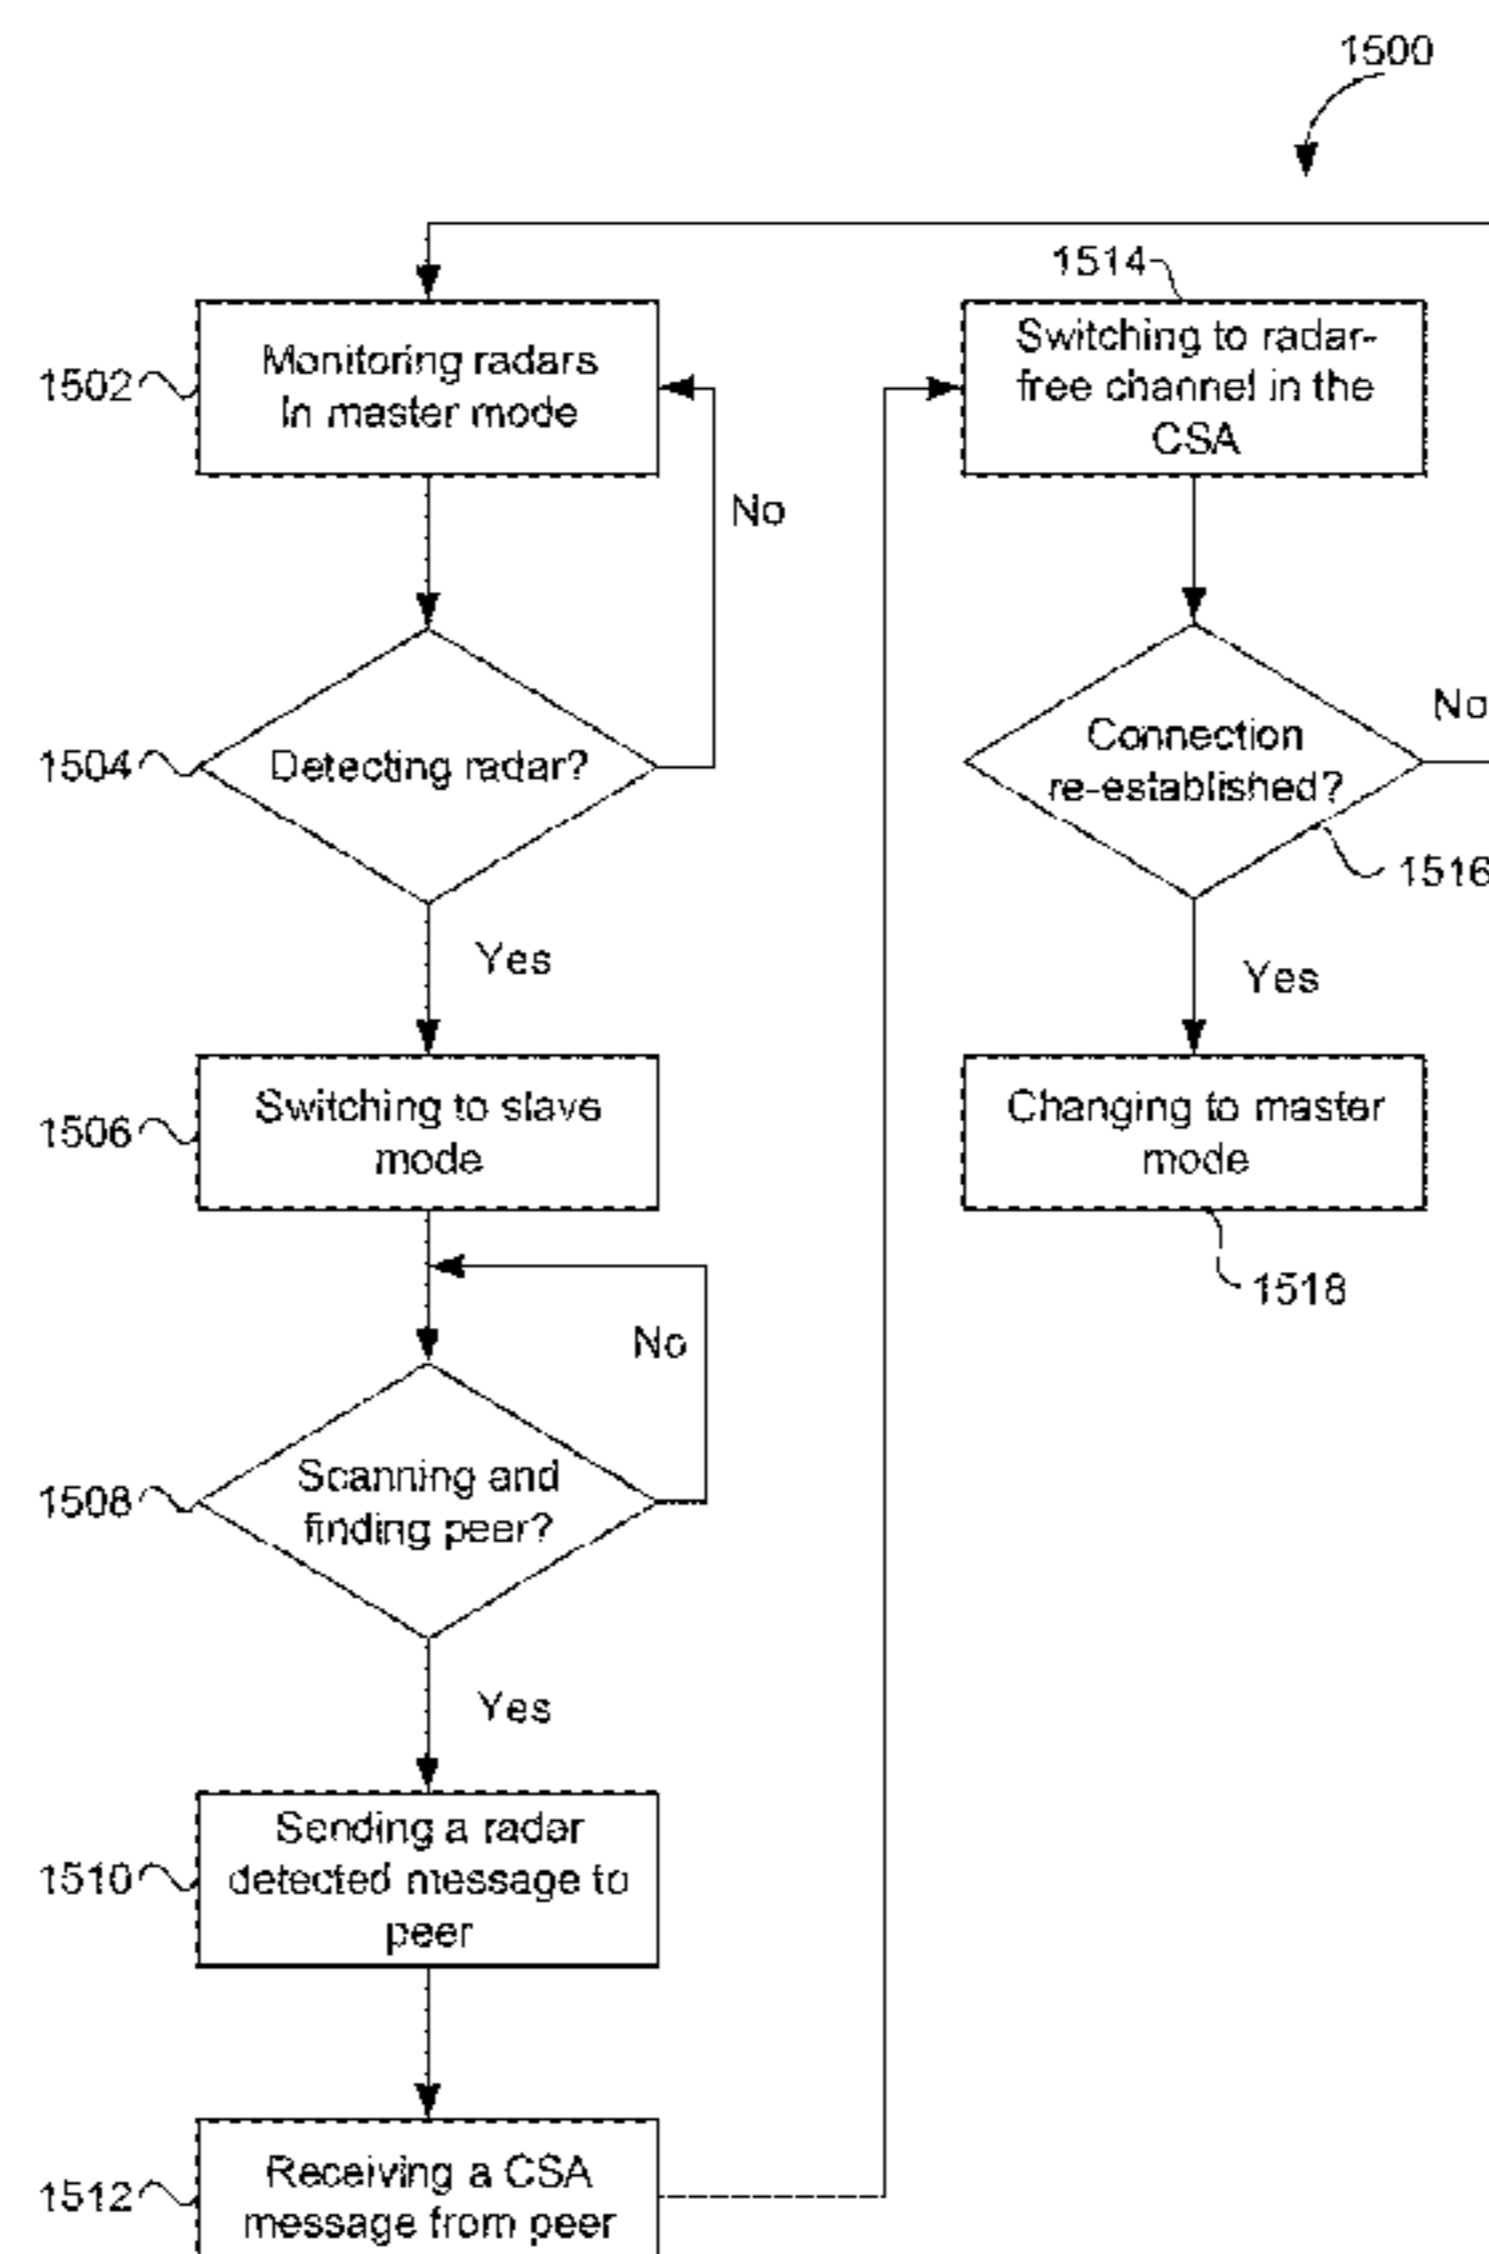 1500
1502
Monitoring radars
In master mode
No
1504
Detecting radar?
Yes
1506
Switching to slave
mode
No
1508
Scanning and
finding peer?
Yes
1510
Sending a radar
detected message to
peer
1512
Receiving a CSA
message from peer
1514
Switching to radar-
free channel in the
CSA
Connection
re-established?
No
1516
Yes
Changing to master
mode
1518